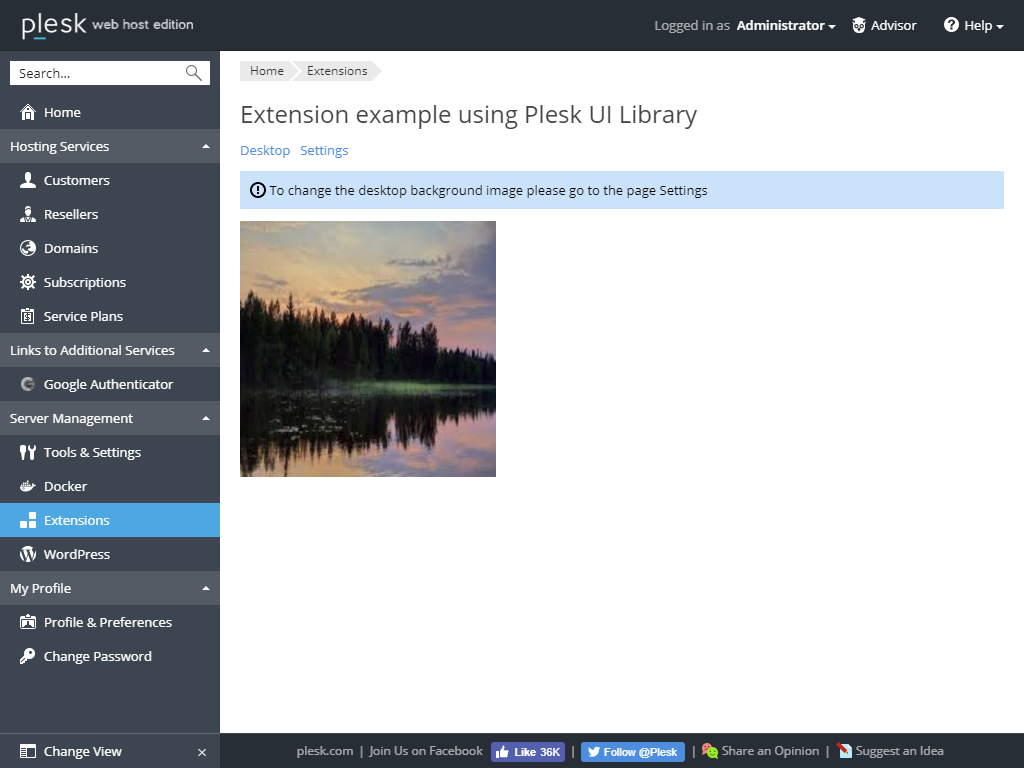 plesk web host edition
Logged in as Administrator
Advisor
Help
Search...
Home
Hosting Services
Customers
Resellers
Domains
Subscriptions
Service Plans
Links to Additional Services
Google Authenticator
Server Management
Tools & Settings
Docker
Extensions
WordPress
My Profile
Profile & Preferences
Change Password
Change View ×
Home Extensions
Extension example using Plesk UI Library
Desktop Settings
To change the desktop background image please go to the page Settings
plesk.com | Join Us on Facebook Like 36K | Follow @Plesk | Share an Opinion | Suggest an Idea